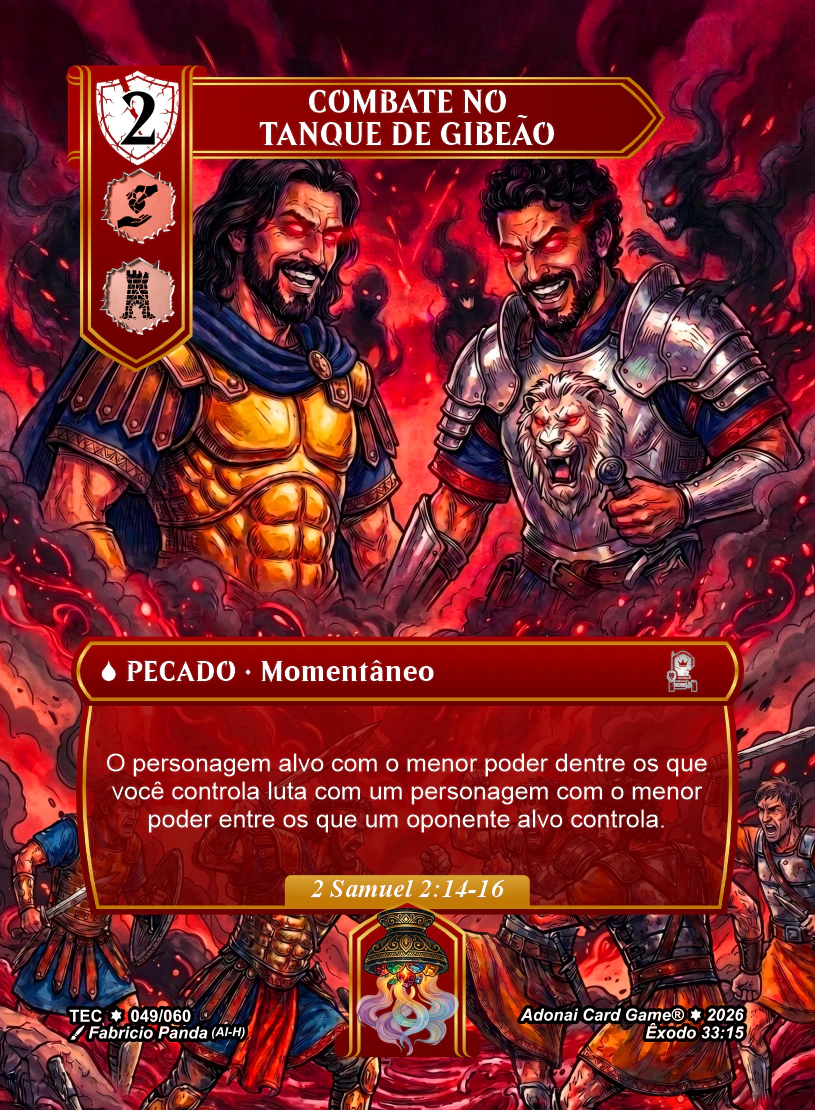 2
COMBATE NO
TANQUE DE GIBEÃO
PECADO · Momentâneo
O personagem alvo com o menor poder dentre os que
você controla luta com um personagem com o menor
poder entre os que um oponente alvo controla.
2 Samuel 2:14-16
TEC ✸ 049/060
Fabricio Panda (AI-H)
Adonai Card Game® ✸ 2026
Êxodo 33:15